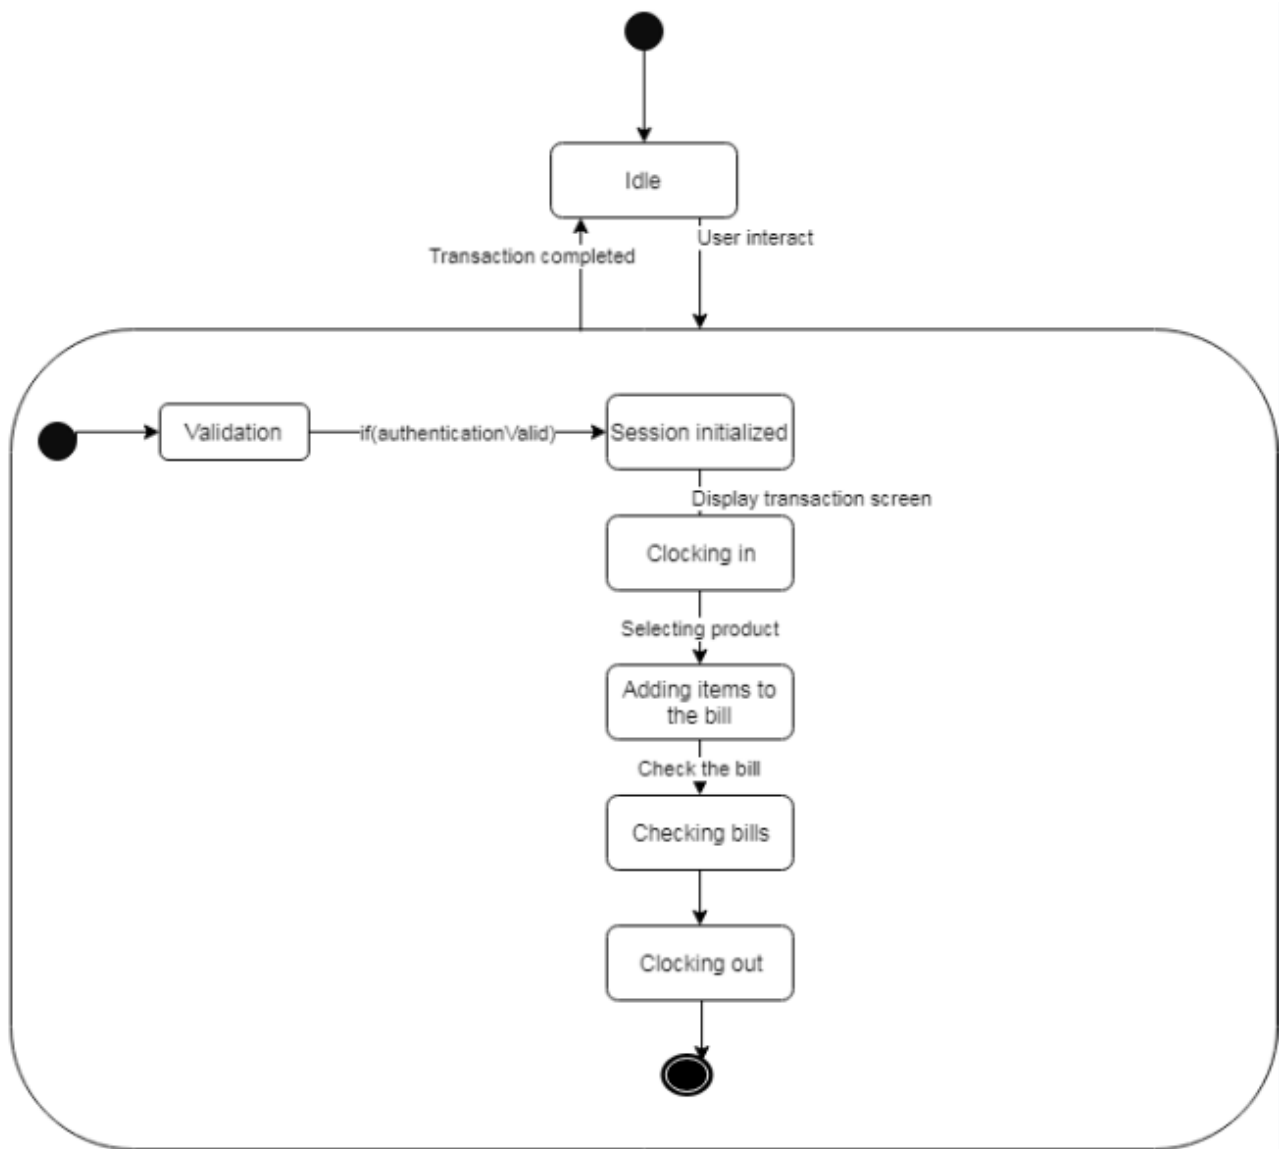 Idle
User interact
Transaction completed
Validation
if(authenticationValid)
Session initialized
Display transaction screen
Clocking in
Selecting product
Adding items to
the bill
Check the bill
Checking bills
Clocking out